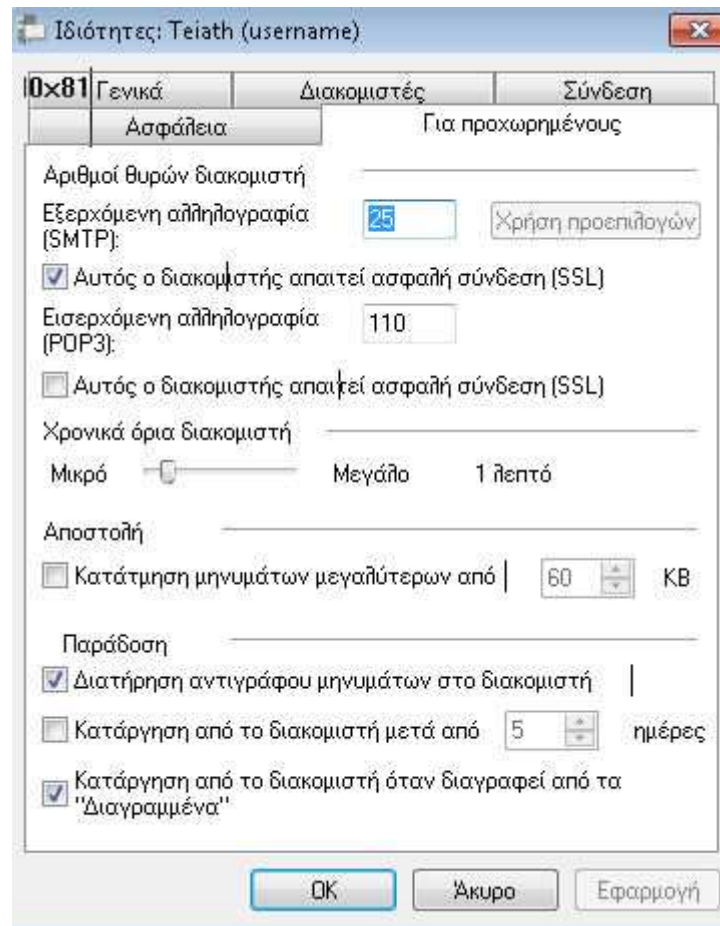 Ιδιότητες: Teiath (username)
0x81 Γενικά Διακομιστές Σύνδεση
Ασφάλεια Για προχωρημένους
Αριθμοί θυρών διακομιστή
Εξερχόμενη αλληλογραφία (SMTP): 25 Χρήση προεπιλογών
Αυτός ο διακομιστής απαιτεί ασφαλή σύνδεση (SSL)
Εισερχόμενη αλληλογραφία (POP3): 110
Αυτός ο διακομιστής απαιτεί ασφαλή σύνδεση (SSL)
Χρονικά όρια διακομιστή
Μικρό Μεγάλο 1 λεπτό
Αποστολή
Κατάτμηση μηνυμάτων μεγαλύτερων από 60 KB
Παράδοση
Διατήρηση αντιγράφου μηνυμάτων στο διακομιστή
Κατάργηση από το διακομιστή μετά από 5 ημέρες
Κατάργηση από το διακομιστή όταν διαγραφεί από τα
"Διαγραμμένα"
OK Άκυρο Εφαρμογή